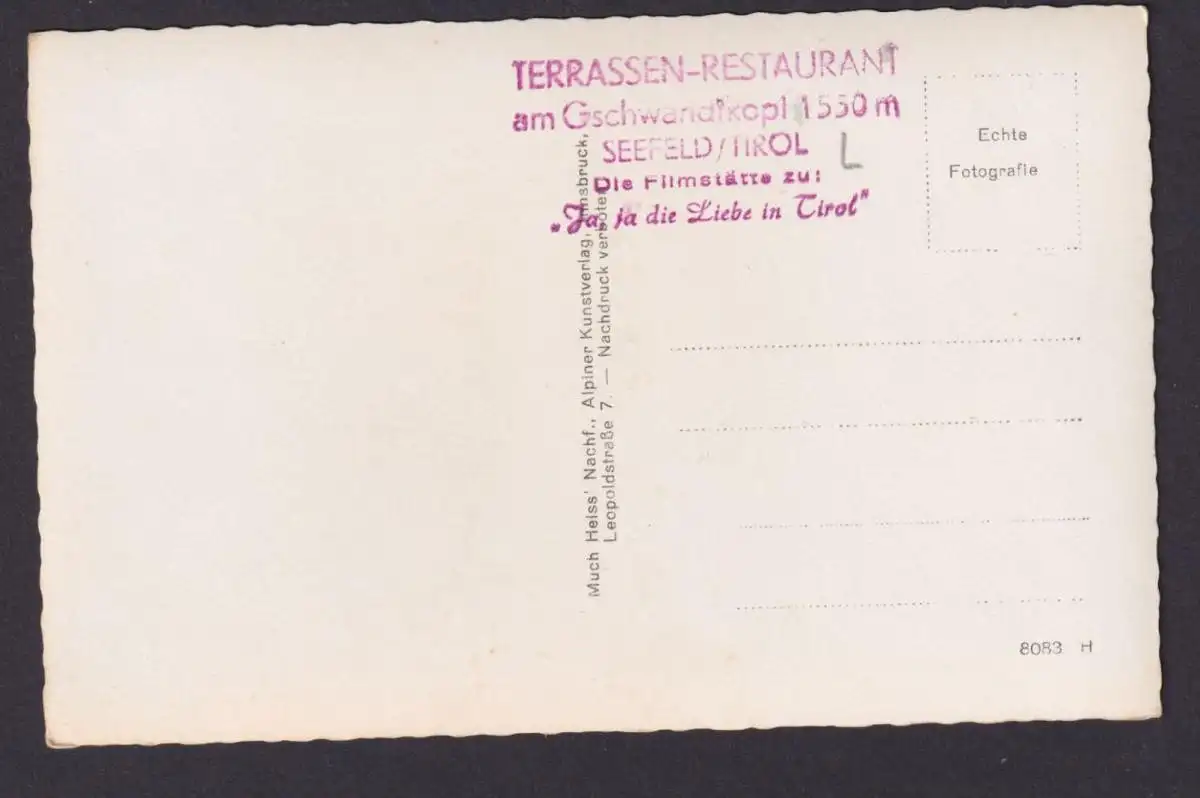 TERRASSEN-RESTAURANT
am Gschwandtkopf 1550 m
SEEFELD/TIROL
L
Die Filmstätte zu:
„Ja, ja die Liebe in Tirol"
Echte
Fotografie
Much Heiss' Nachf., Alpiner Kunstverlag, Innsbruck,
Leopoldstraße 7. — Nachdruck verboten
8083 H